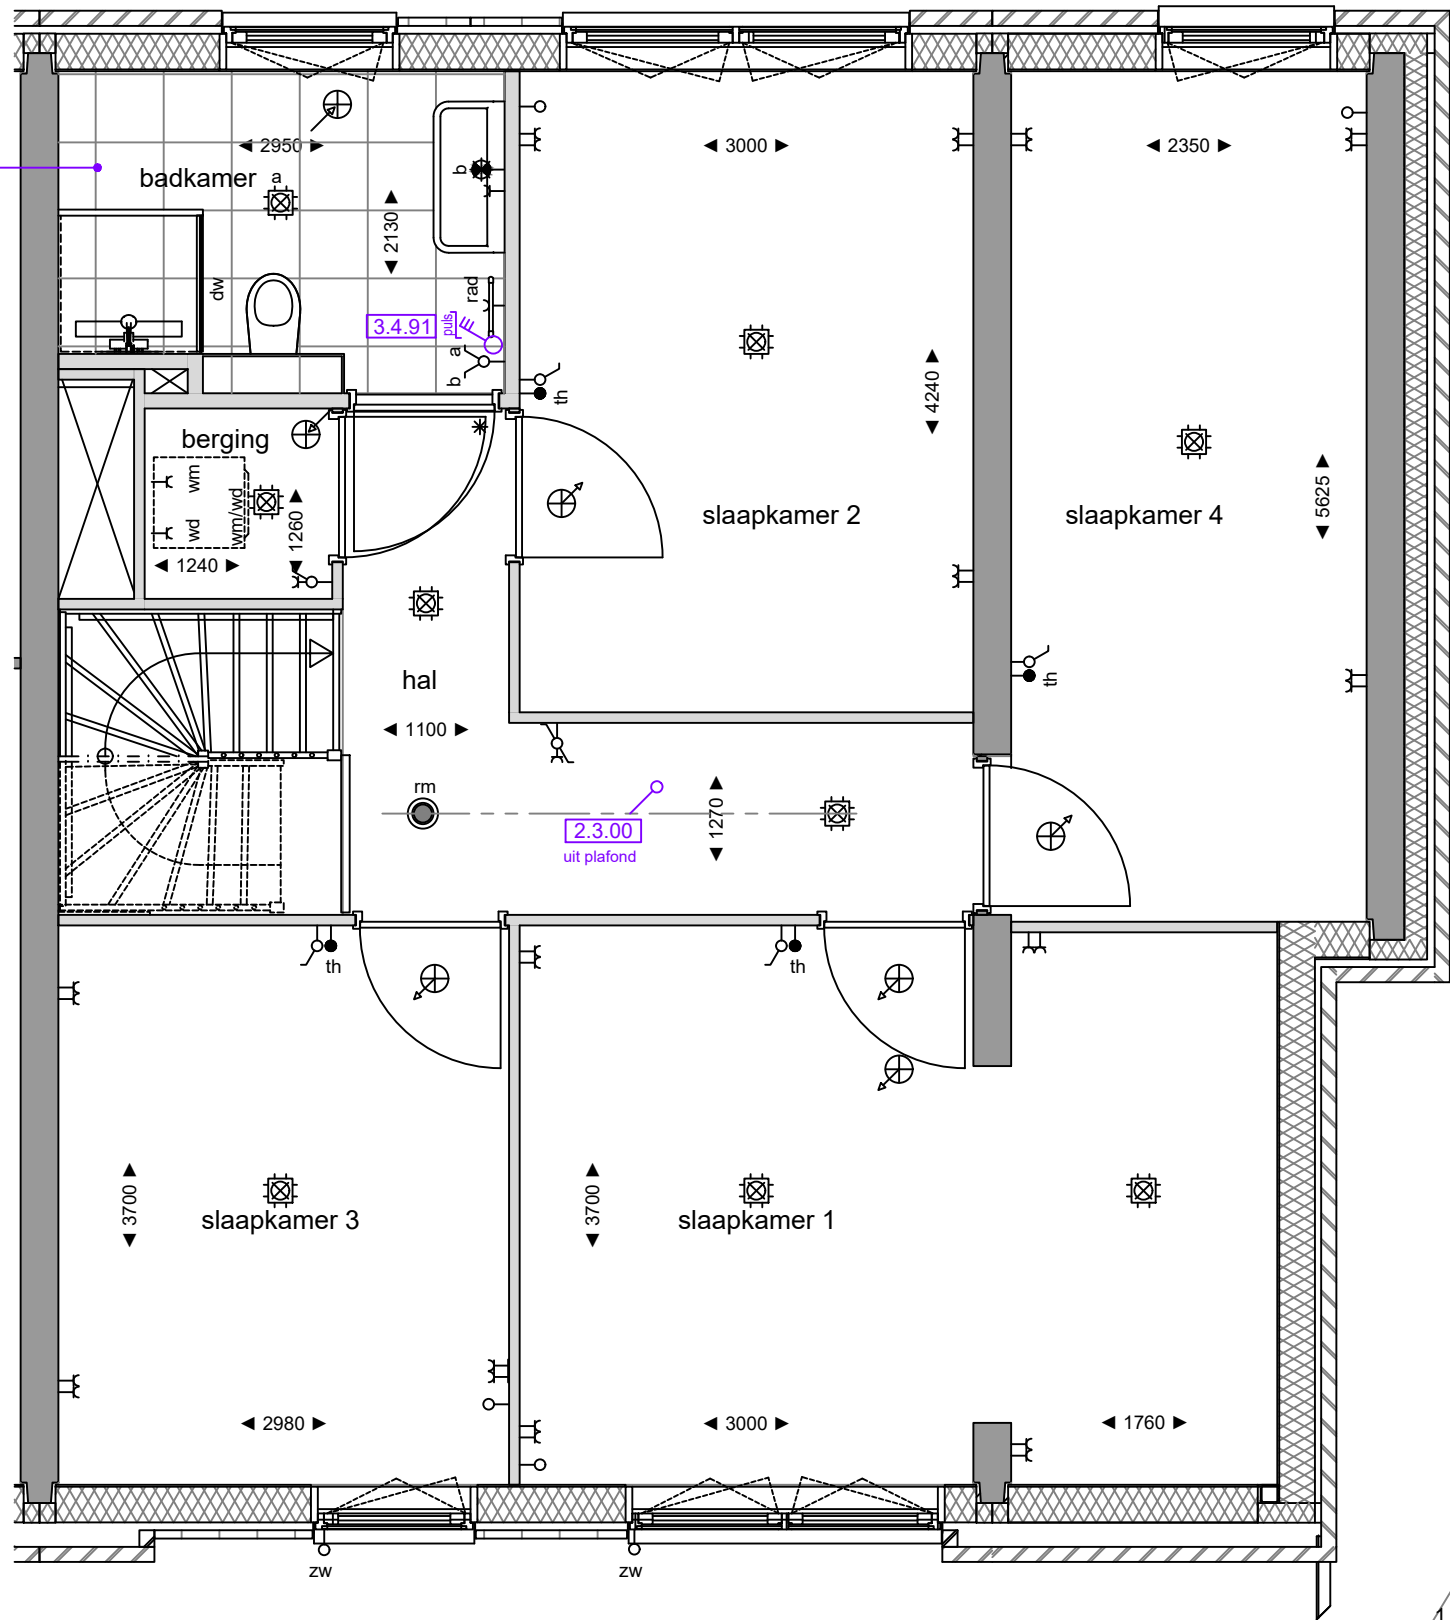 2950
3000
2350
badkamer
a
b
2130
dw
rad
3.4.91
puls
E
a
b
th
4240
berging
wm
wd
wm/wd
1260
1240
slaapkamer 2
slaapkamer 4
5625
th
hal
1100
rm
2.3.00
uit plafond
1270
th
th
3700
slaapkamer 3
3700
slaapkamer 1
2980
3000
1760
zw
zw